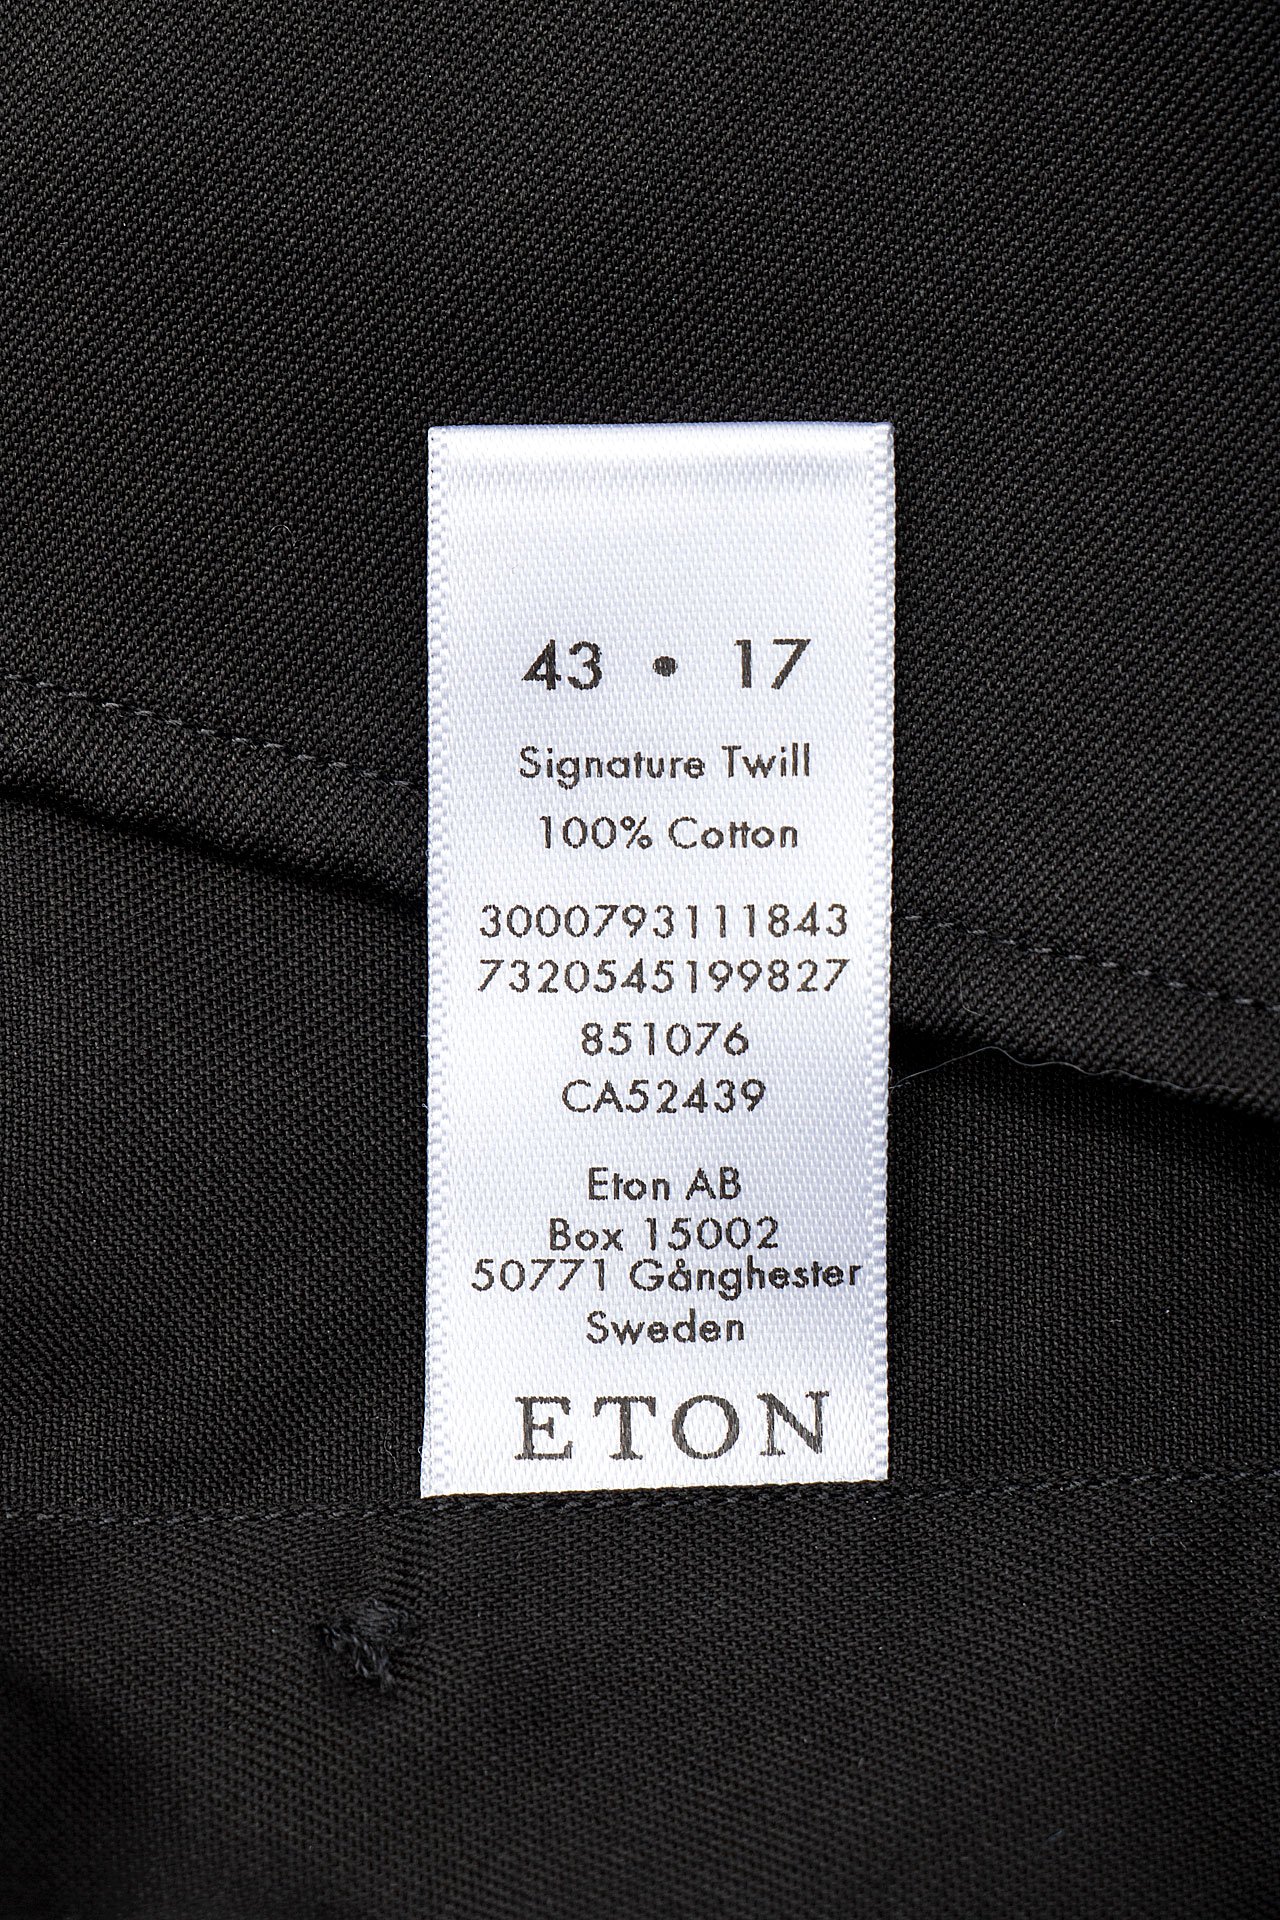 43 • 17
Signature Twill
100% Cotton
3000793111843
7320545199827
851076
CA52439
Eton AB
Box 15002
50771 Gånghester
Sweden
ETON